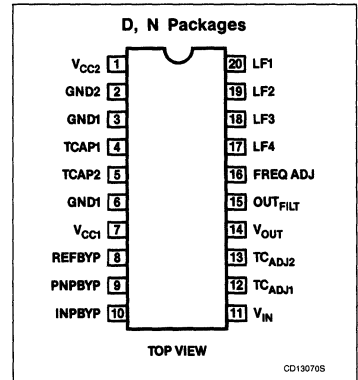 D, N Packages
VCC2 1 20 LF1
GND2 2 19 LF2
GND1 3 18 LF3
TCAP1 4 17 LF4
TCAP2 5 16 FREQ ADJ
GND1 6 15 OUTFILT
VCC1 7 14 VOUT
REFBYP 8 13 TCADJ2
PNPBYP 9 12 TCADJ1
INPBYP 10 11 VIN
TOP VIEW
CD13070S